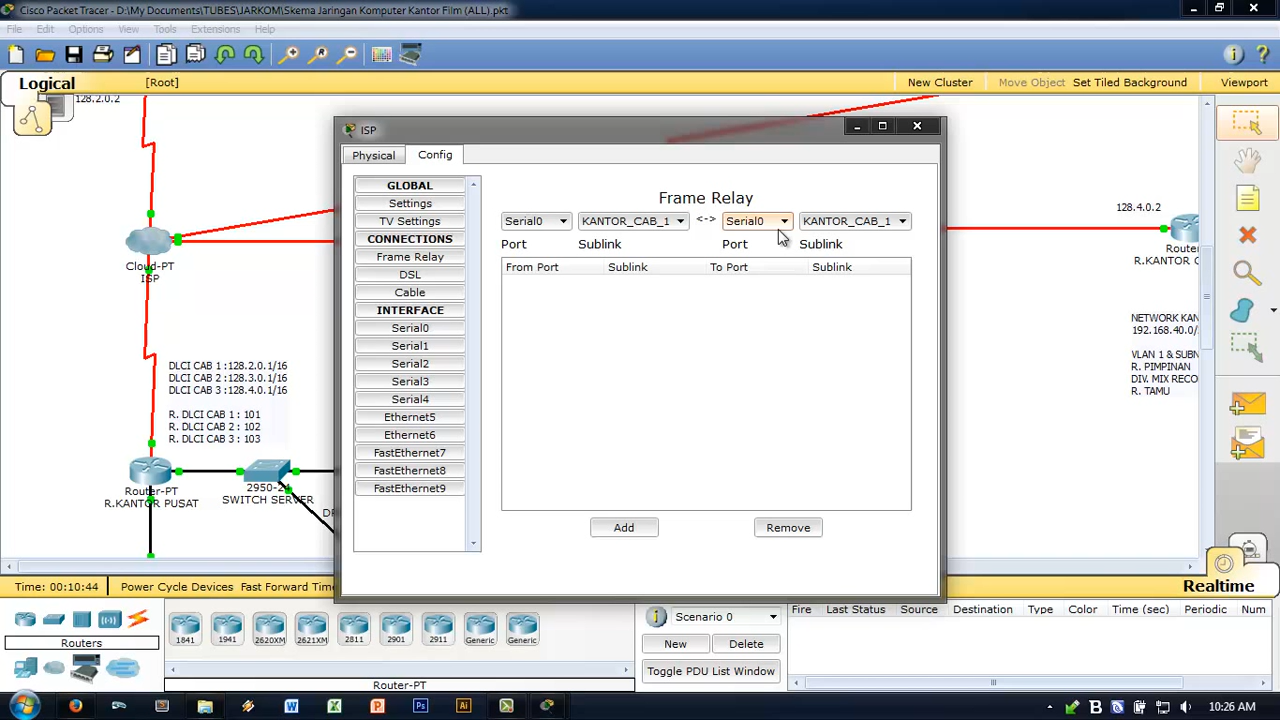 Cisco Packet Tracer - D:\My Documents\TUBES\JARKOM\Skema Jaringan Komputer Kantor Film (ALL).pkt
File Edit Options View Tools Extensions Help
Logical [Root] New Cluster Move Object Set Tiled Background Viewport
128.2.0.2
Cloud-PT
ISP
DLCI CAB 1 :128.2.0.1/16
DLCI CAB 2 :128.3.0.1/16
DLCI CAB 3 :128.4.0.1/16
R. DLCI CAB 1 : 101
R. DLCI CAB 2 : 102
R. DLCI CAB 3 : 103
Router-PT
R.KANTOR PUSAT
2950-24
SWITCH SERVER
ISP
Physical Config
GLOBAL
Settings
TV Settings
CONNECTIONS
Frame Relay
DSL
Cable
INTERFACE
Serial0
Serial1
Serial2
Serial3
Serial4
Ethernet5
Ethernet6
FastEthernet7
FastEthernet8
FastEthernet9
Frame Relay
Serial0 KANTOR_CAB_1 <-> Serial0 KANTOR_CAB_1
Port Sublink Port Sublink
From Port Sublink To Port Sublink
Add Remove
128.4.0.2
192.168.40.0/
VLAN 1 & SUBN
R. PIMPINAN
DIV. MIX RECO
R. TAMU
Time: 00:10:44 Power Cycle Devices Fast Forward Time
Realtime
Routers
1841 1941 2620XM 2621XM 2811 2901 2911 Generic Generic
Router-PT
Scenario 0
New Delete
Toggle PDU List Window
Fire Last Status Source Destination Type Color Time (sec) Periodic Num
10:26 AM